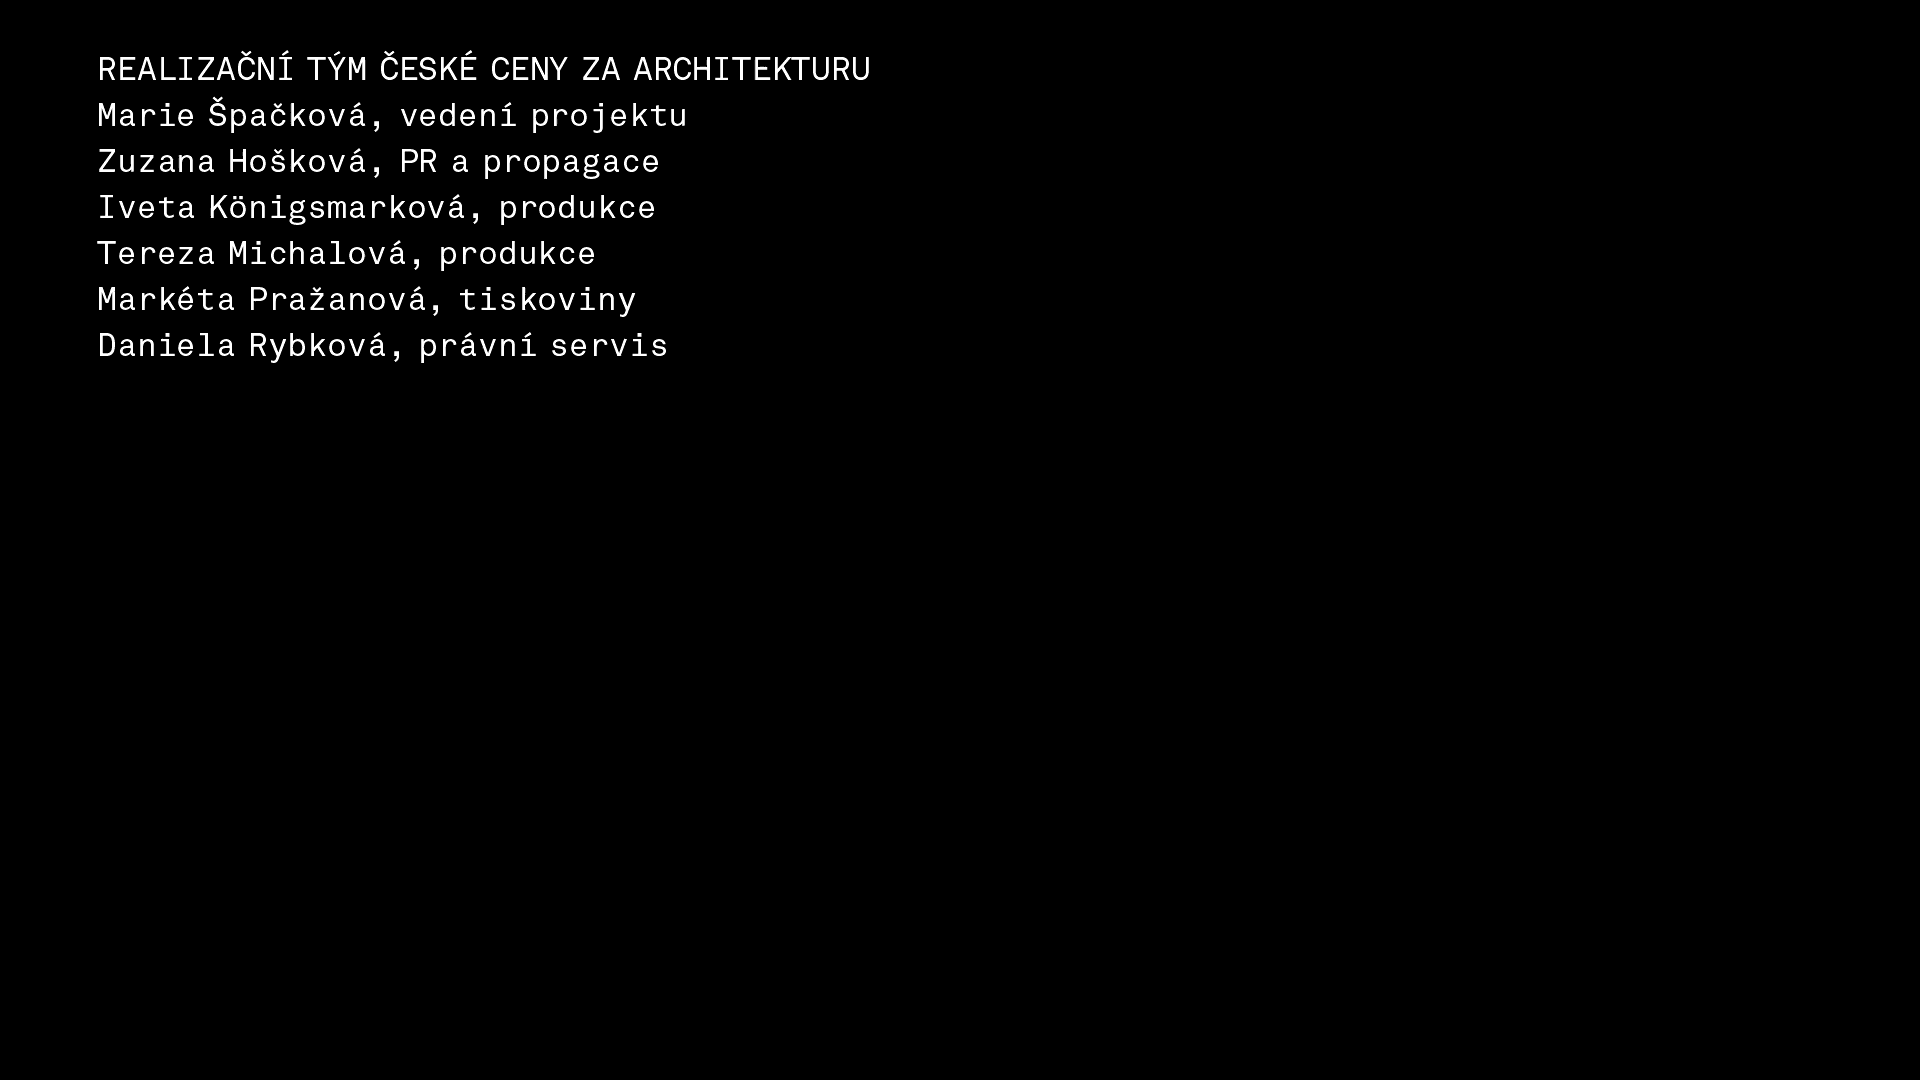 REALIZAČNÍ TÝM ČESKÉ CENY ZA ARCHITEKTURU
Marie Špačková, vedení projektu
Zuzana Hošková, PR a propagace
Iveta Königsmarková, produkce
Tereza Michalová, produkce
Markéta Pražanová, tiskoviny
Daniela Rybková, právní servis